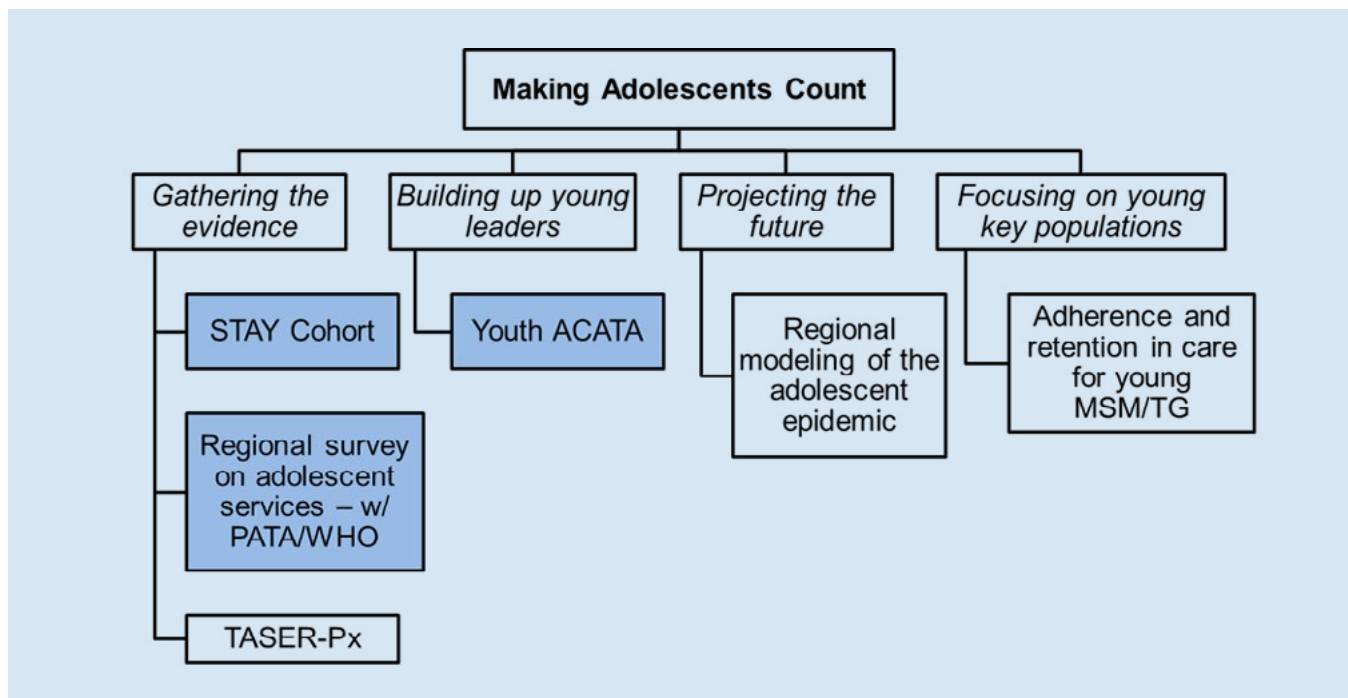 Making Adolescents Count
Gathering the
evidence
Building up young
leaders
Projecting the
future
Focusing on young
key populations
STAY Cohort
Regional survey
on adolescent
services – w/
PATA/WHO
TASER-Px
Youth ACATA
Regional
modeling of the
adolescent
epidemic
Adherence and
retention in care
for young
MSM/TG